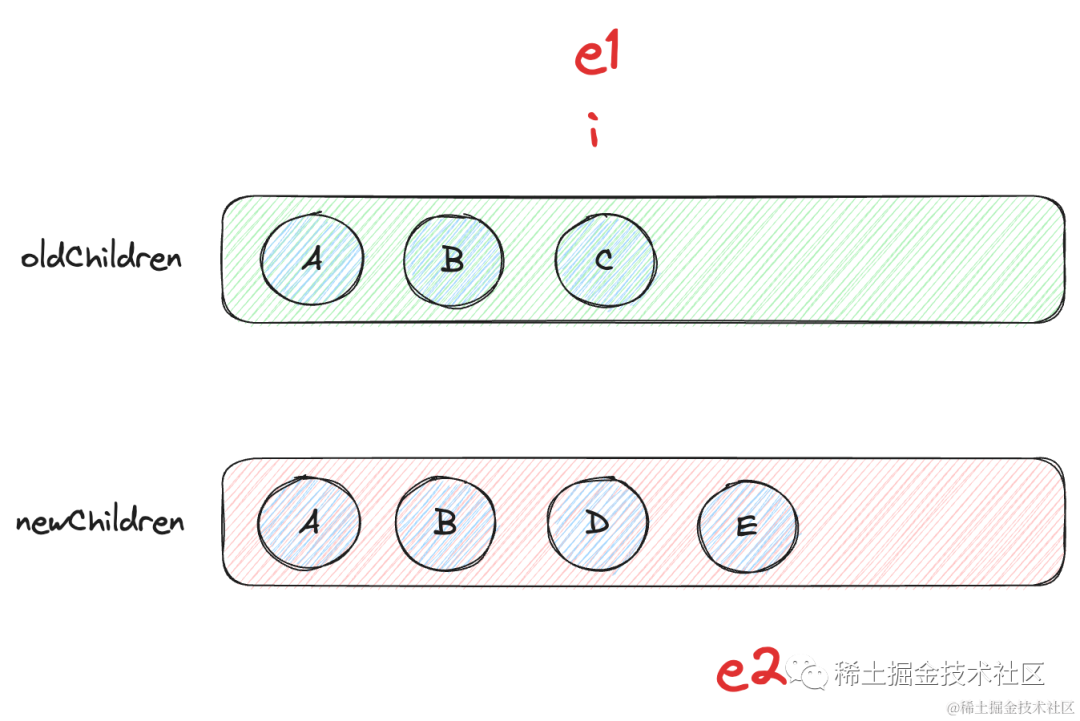 e1
i
oldChildren
A B C
newChildren
A B D E
e2 稀土掘金技术社区
@稀土掘金技术社区